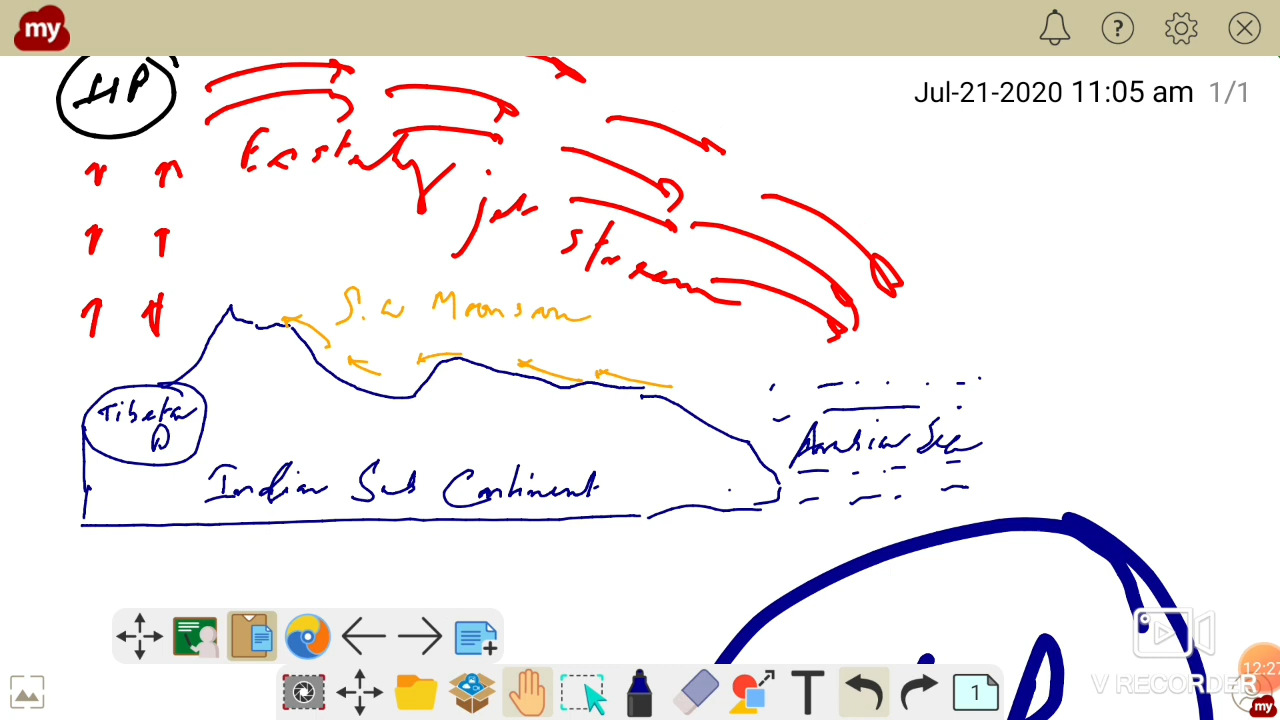 my
Jul-21-2020 11:05 am 1/1
HP
Easterly jet stream
S.W Monsoon
Tibetan
Arabian Sea
Indian Sub Continent
1
12:27
V RECORDER
my